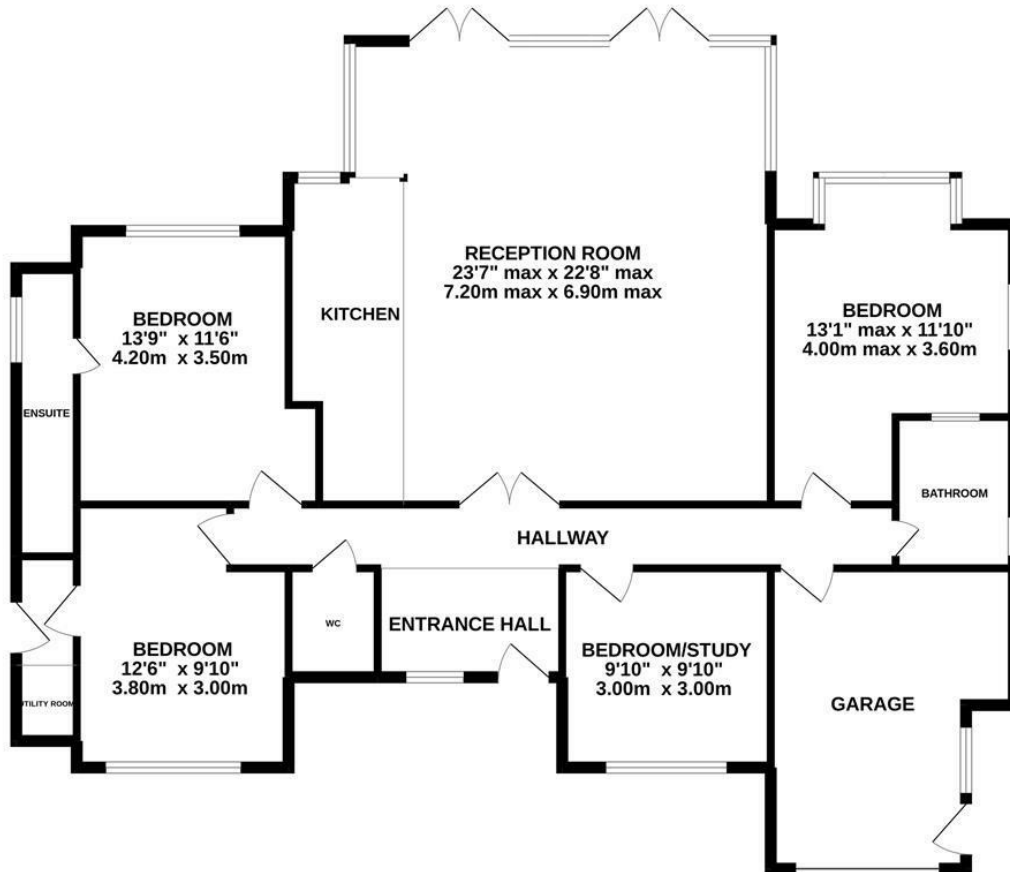 RECEPTION ROOM
23'7" max x 22'8" max
7.20m max x 6.90m max
KITCHEN
BEDROOM
13'9" x 11'6"
4.20m x 3.50m
BEDROOM
13'1" max x 11'10"
4.00m max x 3.60m
ENSUITE
BATHROOM
HALLWAY
WC
ENTRANCE HALL
BEDROOM
12'6" x 9'10"
3.80m x 3.00m
BEDROOM/STUDY
9'10" x 9'10"
3.00m x 3.00m
UTILITY ROOM
GARAGE